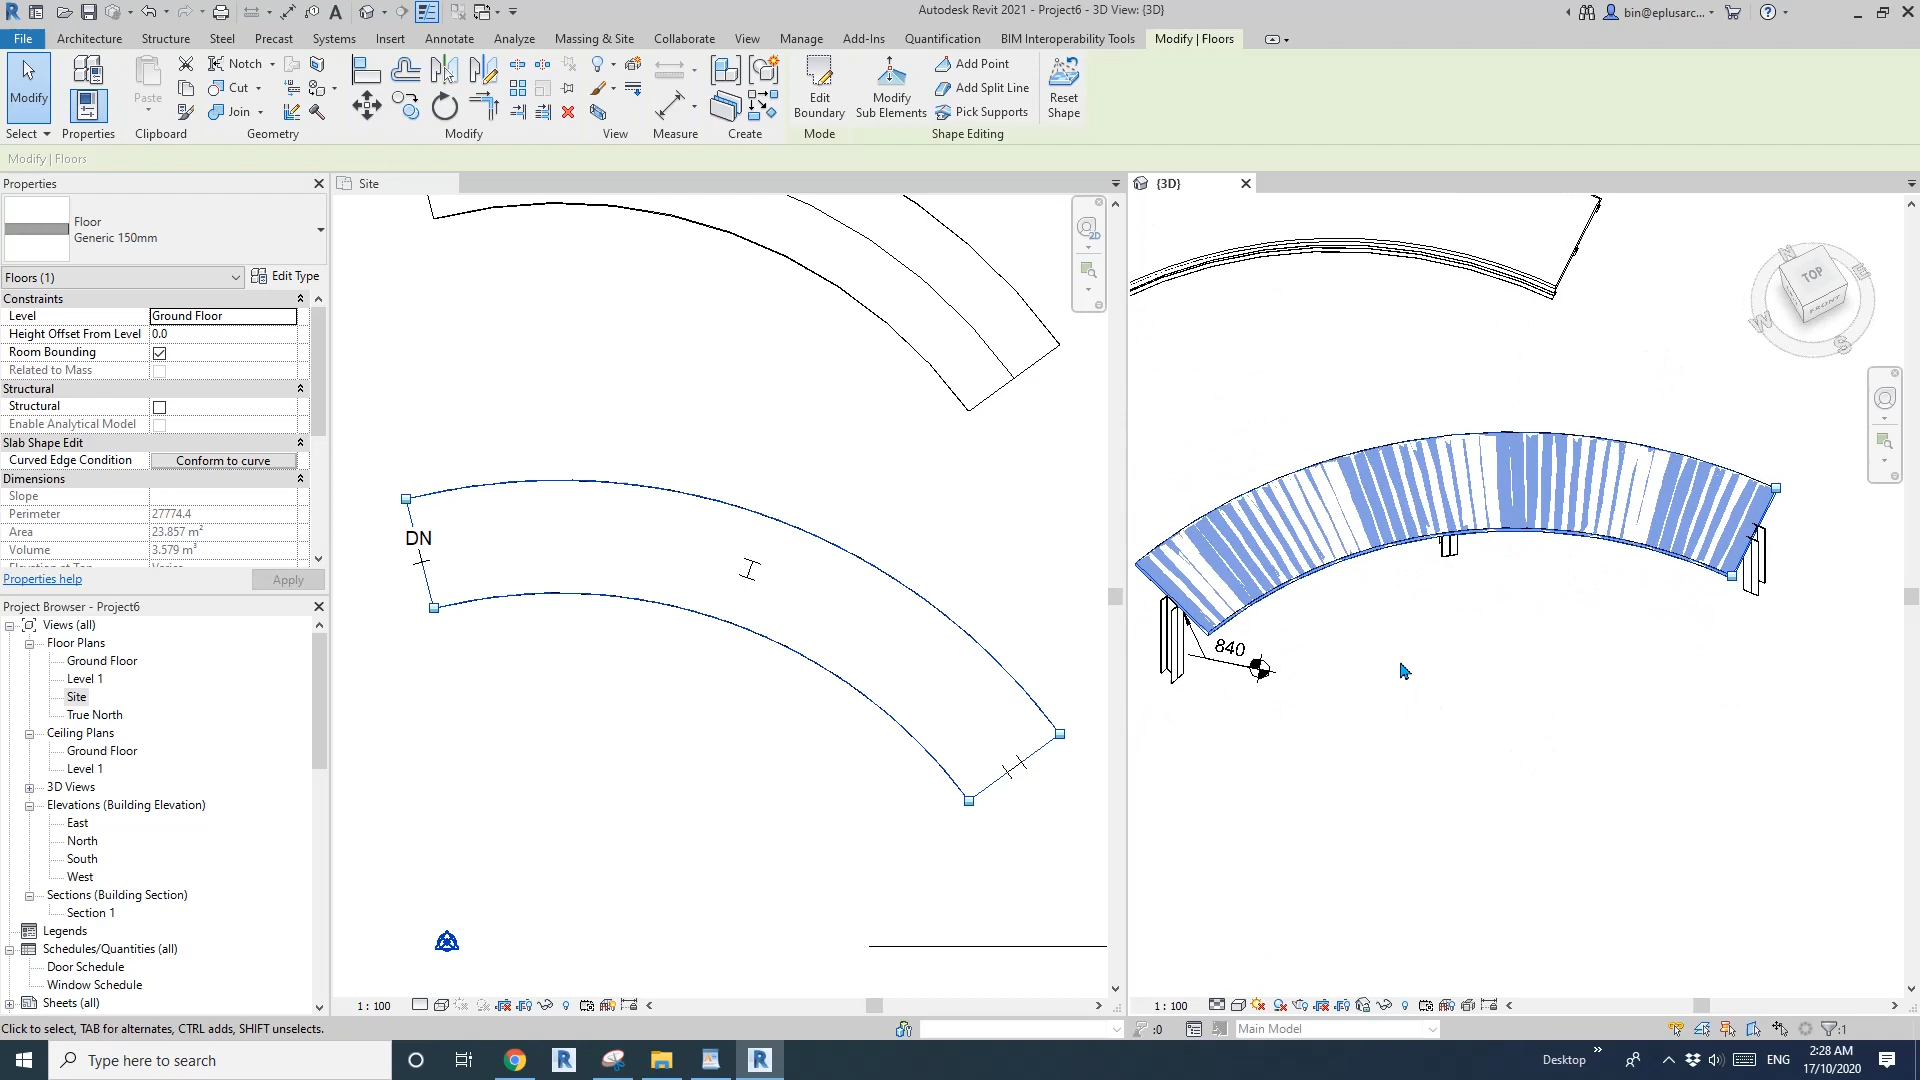 Autodesk Revit 2021 - Project6 - 3D View: {3D}
bin@eplusarc...
File Architecture Structure Steel Precast Systems Insert Annotate Analyze Massing & Site Collaborate View Manage Add-Ins Quantification BIM Interoperability Tools Modify | Floors
Modify
Select
Properties
Paste
Clipboard
Notch
Cut
Join
Geometry
Modify
View
Measure
Create
Edit
Boundary
Mode
Modify
Sub Elements
Add Point
Add Split Line
Pick Supports
Shape Editing
Reset
Shape
Modify | Floors
Properties
Floor
Generic 150mm
Floors (1)
Edit Type
Constraints
Level Ground Floor
Height Offset From Level 0.0
Room Bounding
Related to Mass
Structural
Structural
Enable Analytical Model
Slab Shape Edit
Curved Edge Condition Conform to curve
Dimensions
Slope
Perimeter 27774.4
Area 23.857 m²
Volume 3.579 m³
Properties help
Apply
Project Browser - Project6
Views (all)
Floor Plans
Ground Floor
Level 1
Site
True North
Ceiling Plans
Ground Floor
Level 1
3D Views
Elevations (Building Elevation)
East
North
South
West
Sections (Building Section)
Section 1
Legends
Schedules/Quantities (all)
Door Schedule
Window Schedule
Sheets (all)
Site
2D
DN
1 : 100
{3D}
N
E
S
W
TOP
FRONT
840
1 : 100
Click to select, TAB for alternates, CTRL adds, SHIFT unselects.
:0
Main Model
:1
Type here to search
Desktop
ENG
2:28 AM
17/10/2020